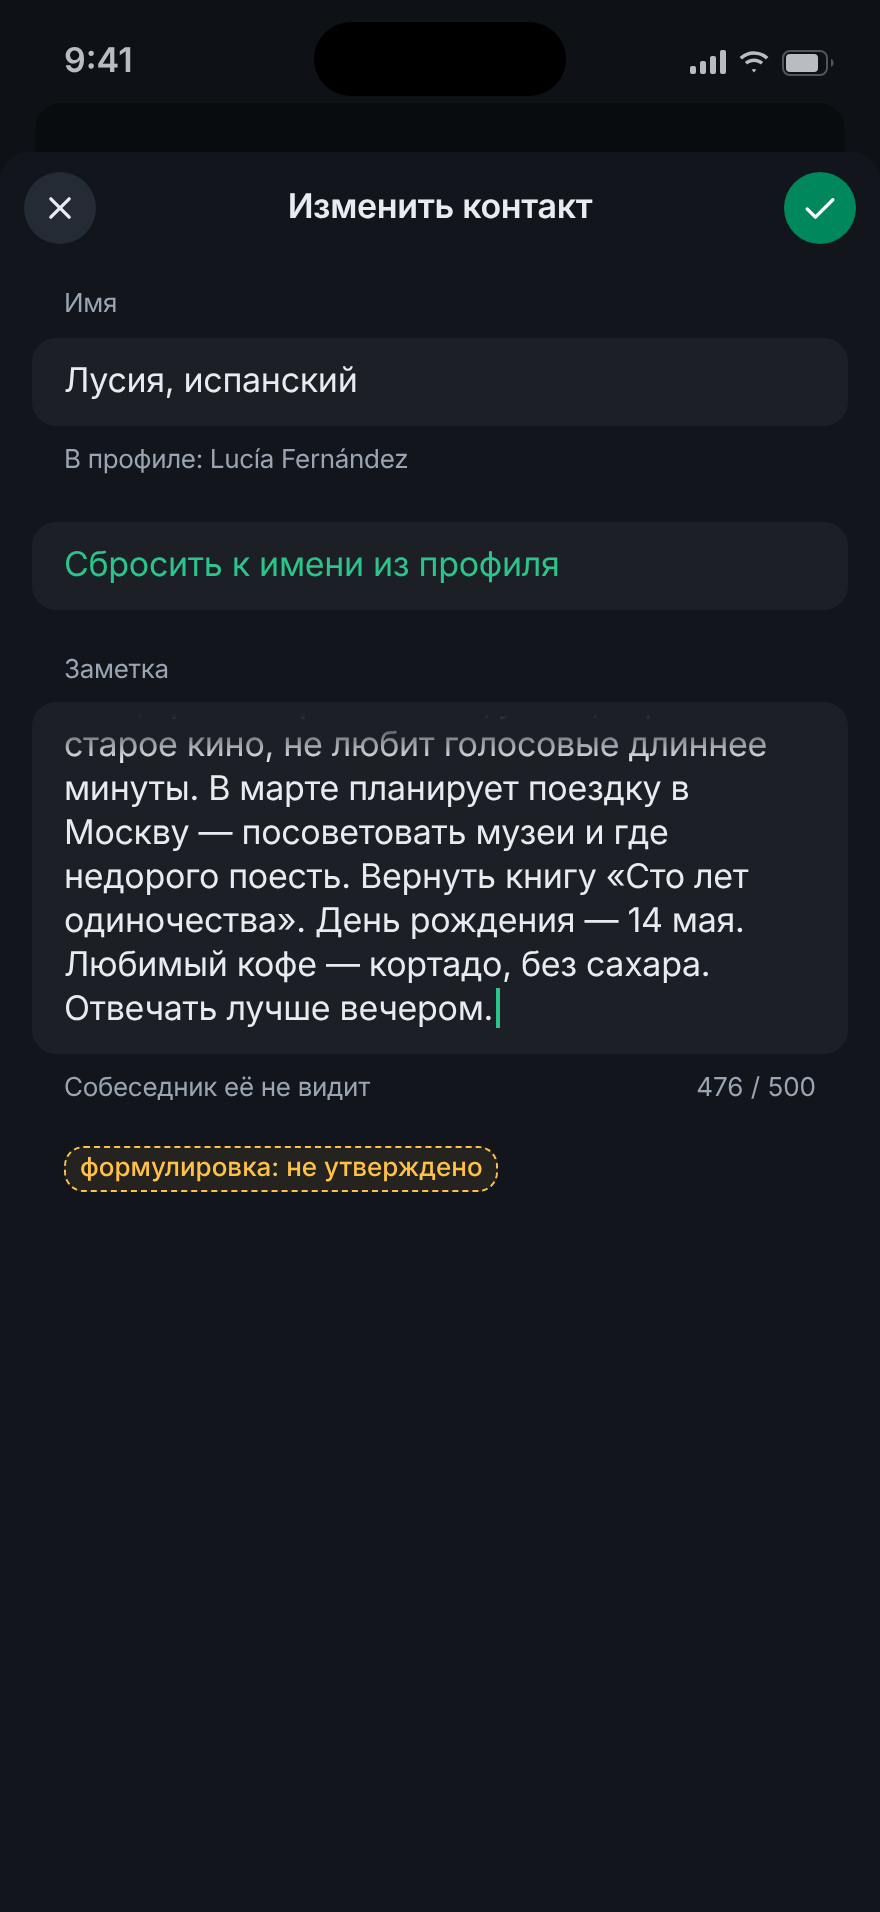 9:41
Изменить контакт
Имя
Лусия, испанский
В профиле: Lucía Fernández
Сбросить к имени из профиля
Заметка
старое кино, не любит голосовые длиннее
минуты. В марте планирует поездку в
Москву — посоветовать музеи и где
недорого поесть. Вернуть книгу «Сто лет
одиночества». День рождения — 14 мая.
Любимый кофе — кортадо, без сахара.
Отвечать лучше вечером.
Собеседник её не видит
476 / 500
формулировка: не утверждено